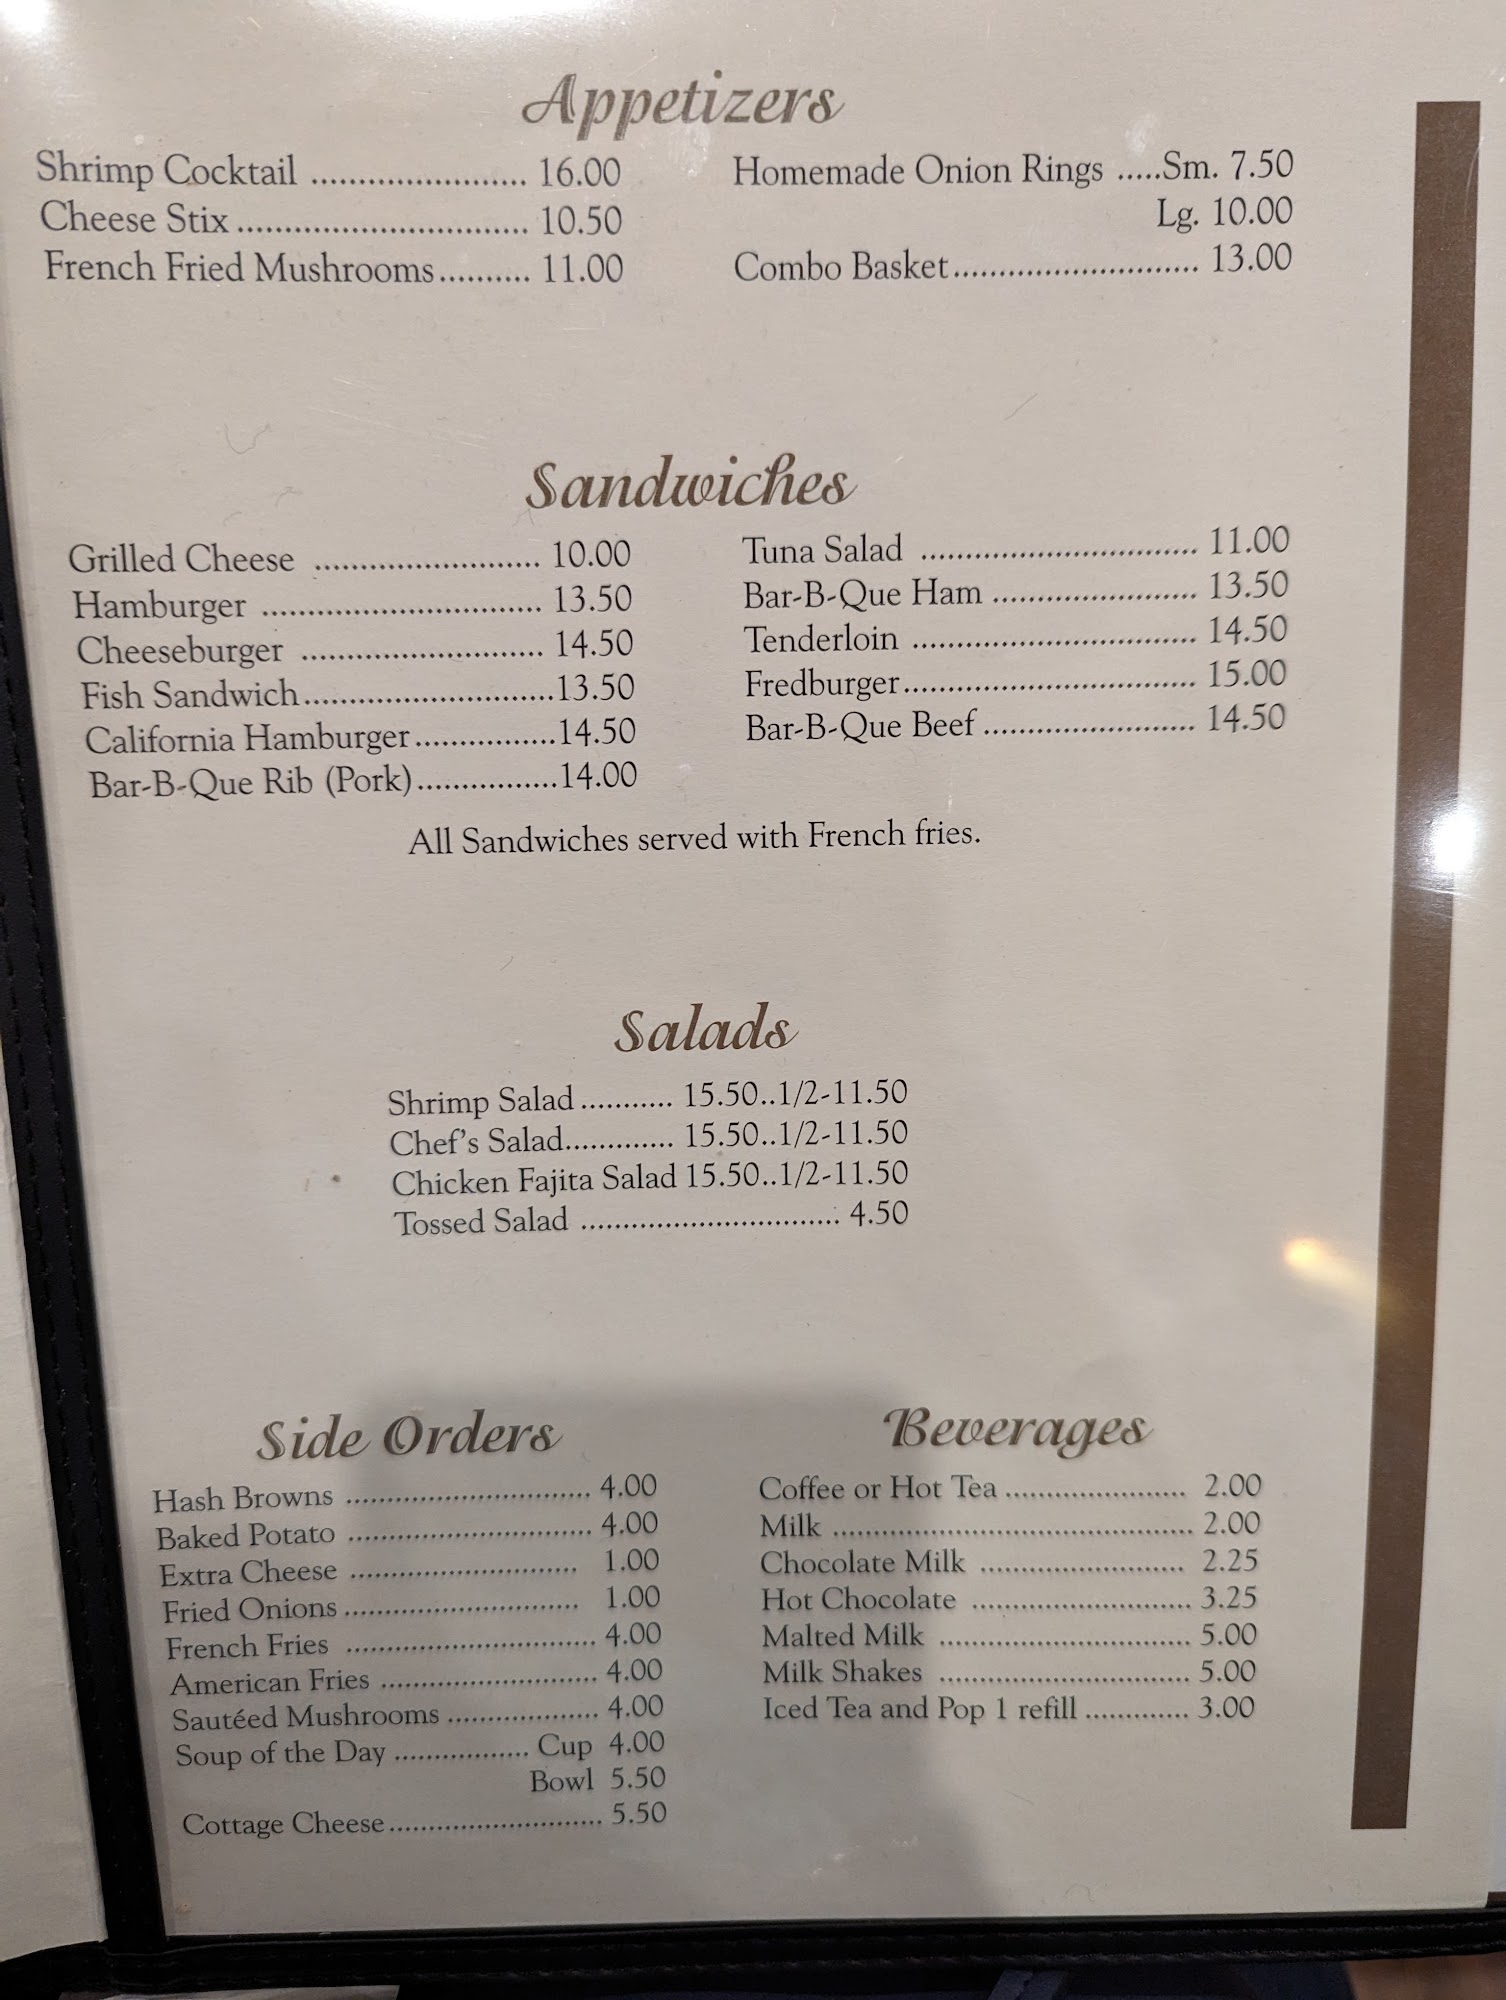 Appetizers
Shrimp Cocktail ....................... 16.00
Cheese Stix ............................... 10.50
French Fried Mushrooms.......... 11.00
Homemade Onion Rings .....Sm. 7.50
Lg. 10.00
Combo Basket.......................... 13.00
Sandwiches
Grilled Cheese ......................... 10.00
Hamburger ............................... 13.50
Cheeseburger ........................... 14.50
Fish Sandwich............................13.50
California Hamburger................14.50
Bar-B-Que Rib (Pork)................14.00
Tuna Salad ............................... 11.00
Bar-B-Que Ham ....................... 13.50
Tenderloin ................................ 14.50
Fredburger................................. 15.00
Bar-B-Que Beef ........................ 14.50
All Sandwiches served with French fries.
Salads
Shrimp Salad ........... 15.50..1/2-11.50
Chef's Salad............. 15.50..1/2-11.50
Chicken Fajita Salad 15.50..1/2-11.50
Tossed Salad ............................... 4.50
Side Orders
Hash Browns ............................... 4.00
Baked Potato ............................... 4.00
Extra Cheese ............................ 1.00
Fried Onions ............................. 1.00
French Fries ................................ 4.00
American Fries ........................... 4.00
Sautéed Mushrooms ................... 4.00
Soup of the Day ................. Cup 4.00
Bowl 5.50
Cottage Cheese........................... 5.50
Beverages
Coffee or Hot Tea ....................... 2.00
Milk ............................................. 2.00
Chocolate Milk .......................... 2.25
Hot Chocolate ............................ 3.25
Malted Milk ................................ 5.00
Milk Shakes ................................ 5.00
Iced Tea and Pop 1 refill ............. 3.00